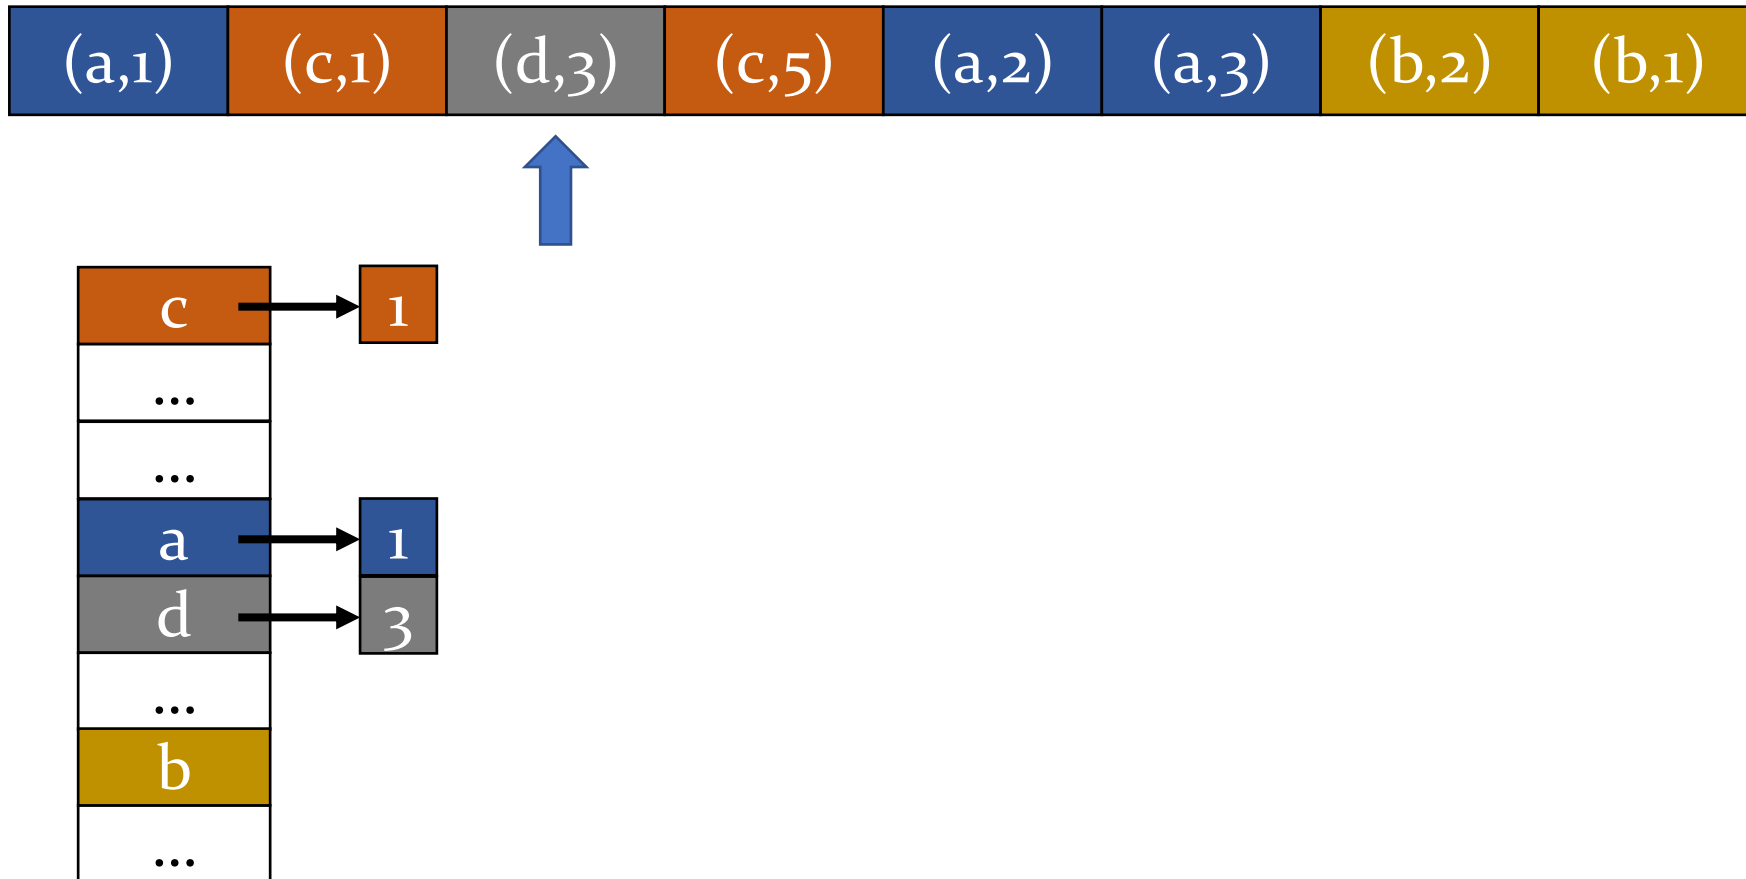 (a,1) (c,1) (d,3) (c,5) (a,2) (a,3) (b,2) (b,1)
c 1
...
...
a 1
d 3
...
b
...